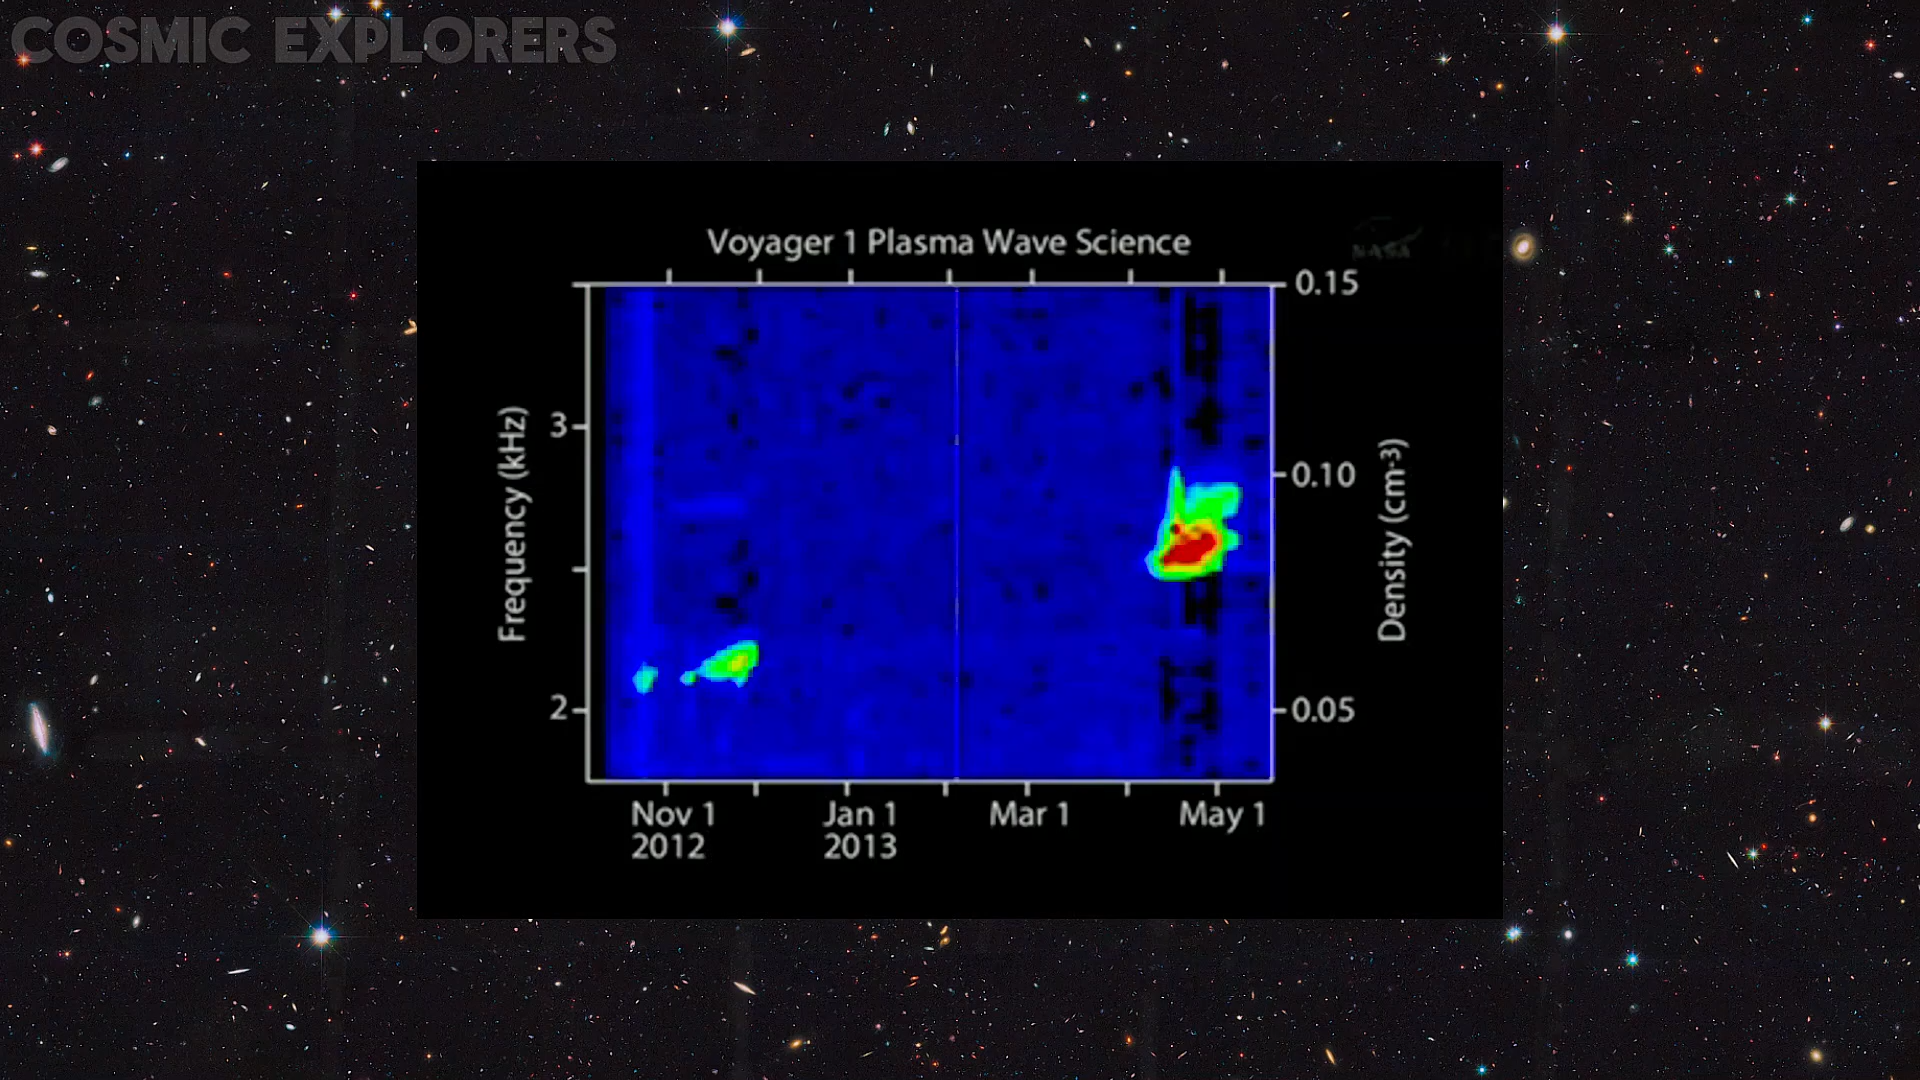 COSMIC EXPLORERS
NASA
Voyager 1 Plasma Wave Science
0.15
3
0.10
2
0.05
Frequency (kHz)
Density (cm-3)
Nov 1
2012
Jan 1
2013
Mar 1
May 1